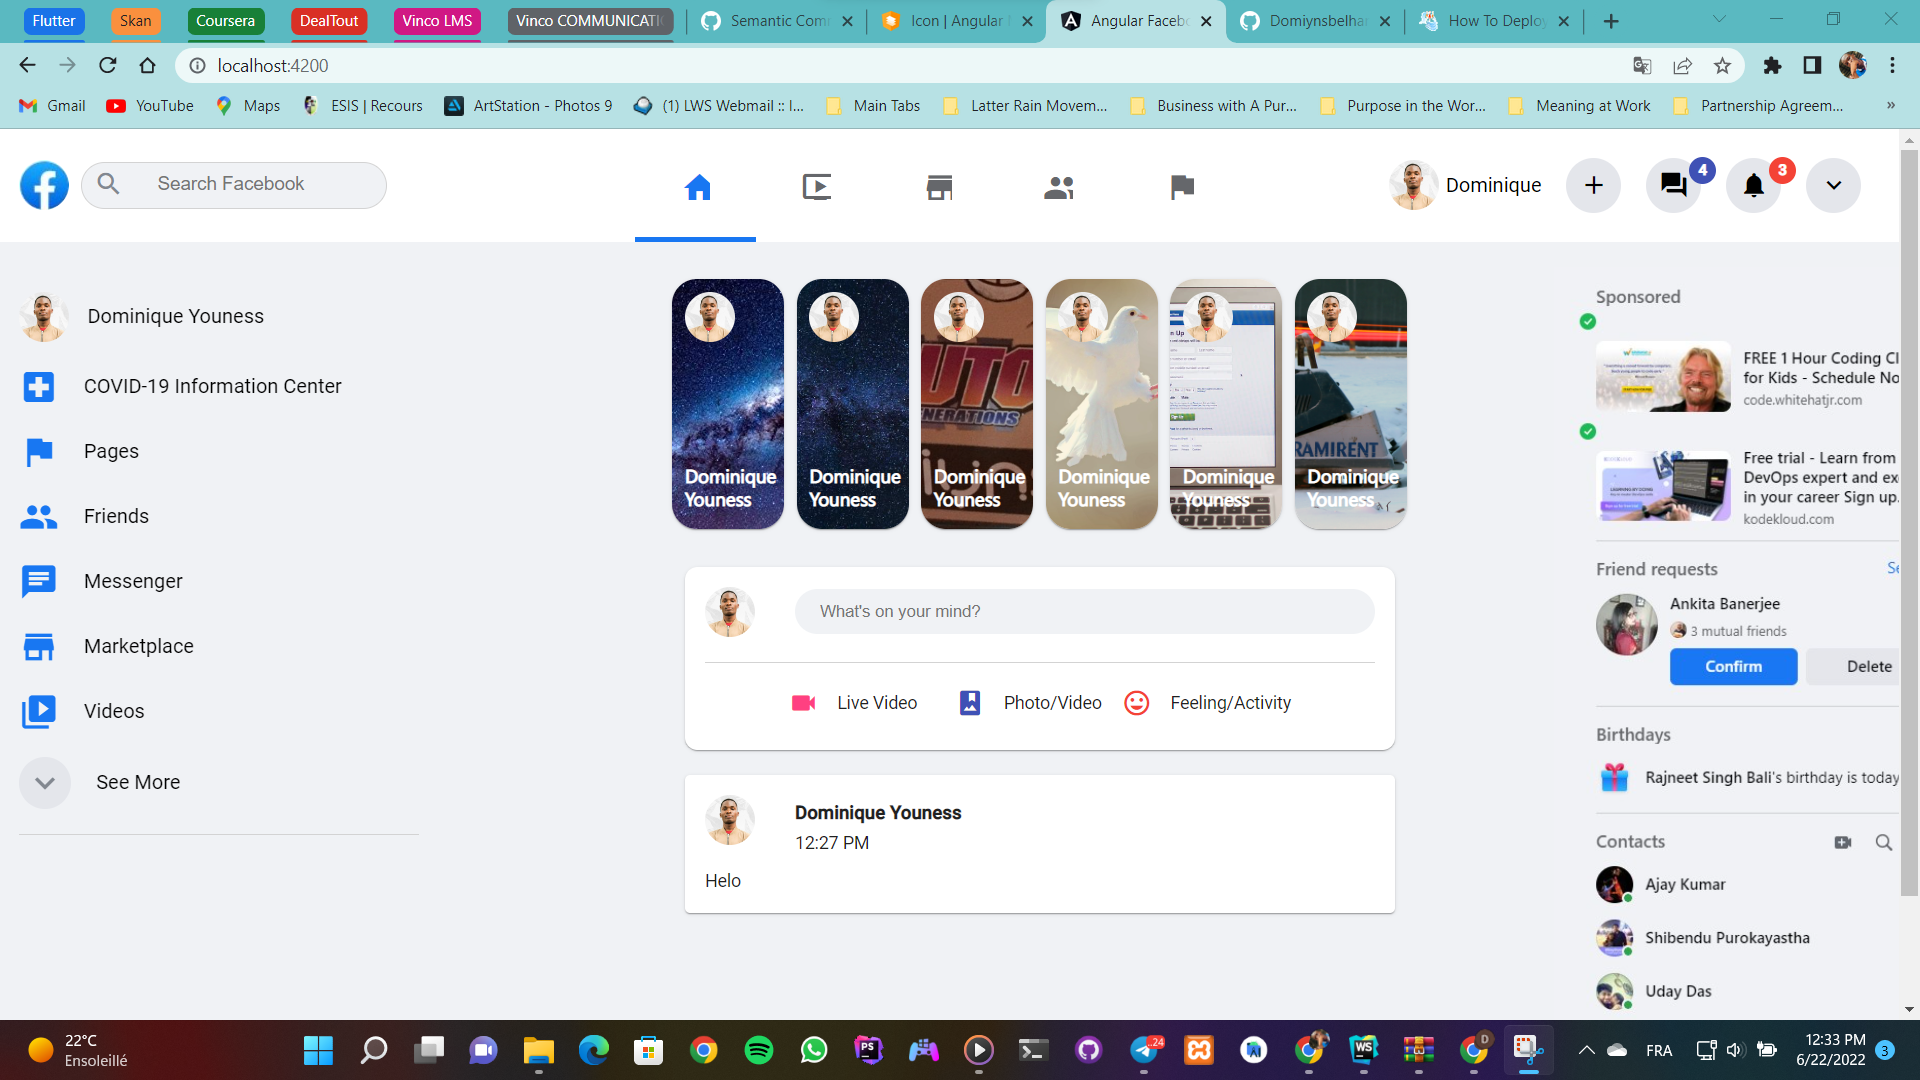 Flutter
Skan
Coursera
DealTout
Vinco LMS
Vinco COMMUNICATI
Semantic Com
Icon | Angular
Angular Faceb
Domiynsbelha
How To Deploy
localhost:4200
Gmail
YouTube
Maps
ESIS | Recours
ArtStation - Photos 9
(1) LWS Webmail :: I...
Main Tabs
Latter Rain Movem...
Business with A Pur...
Purpose in the Wor...
Meaning at Work
Partnership Agreem...
»
Search Facebook
Dominique
4
3
Dominique Youness
COVID-19 Information Center
Pages
Friends
Messenger
Marketplace
Videos
See More
Dominique
Youness
Dominique
Youness
UTO
ENERATIONS
Dominique
Youness
Dominique
Youness
Dominique
Youness
RAMIRENT
Dominique
Youness
What's on your mind?
Live Video
Photo/Video
Feeling/Activity
Dominique Youness
12:27 PM
Helo
Sponsored
FREE 1 Hour Coding Cl
for Kids - Schedule No
code.whitehatjr.com
Free trial - Learn from
DevOps expert and ex
in your career Sign up.
kodekloud.com
Friend requests
Se
Ankita Banerjee
3 mutual friends
Confirm
Delete
Birthdays
Rajneet Singh Bali's birthday is today
Contacts
Ajay Kumar
Shibendu Purokayastha
Uday Das
22°C
Ensoleillé
PS
..24
WS
D
FRA
12:33 PM
6/22/2022
3